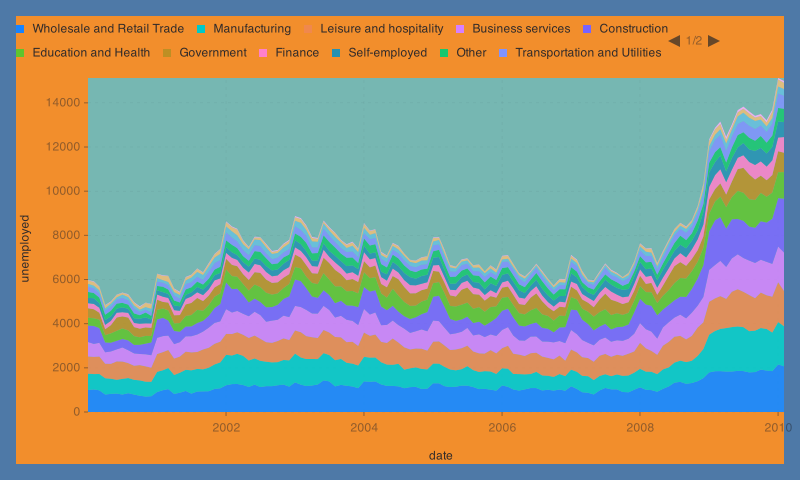 Wholesale and Retail Trade Manufacturing Leisure and hospitality Business services Construction
Education and Health Government Finance Self-employed Other Transportation and Utilities
1/2
14000
12000
10000
8000
6000
4000
2000
0
unemployed
2002 2004 2006 2008 2010
date